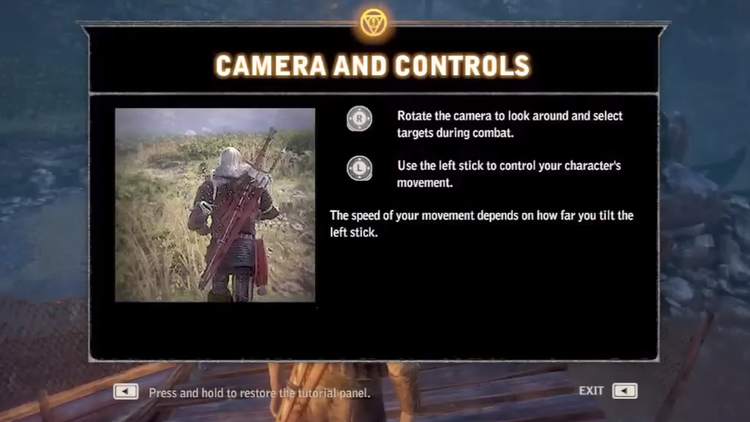 CAMERA AND CONTROLS
R
Rotate the camera to look around and select
targets during combat.
L
Use the left stick to control your character's
movement.
The speed of your movement depends on how far you tilt the
left stick.
Press and hold to restore the tutorial panel.
EXIT